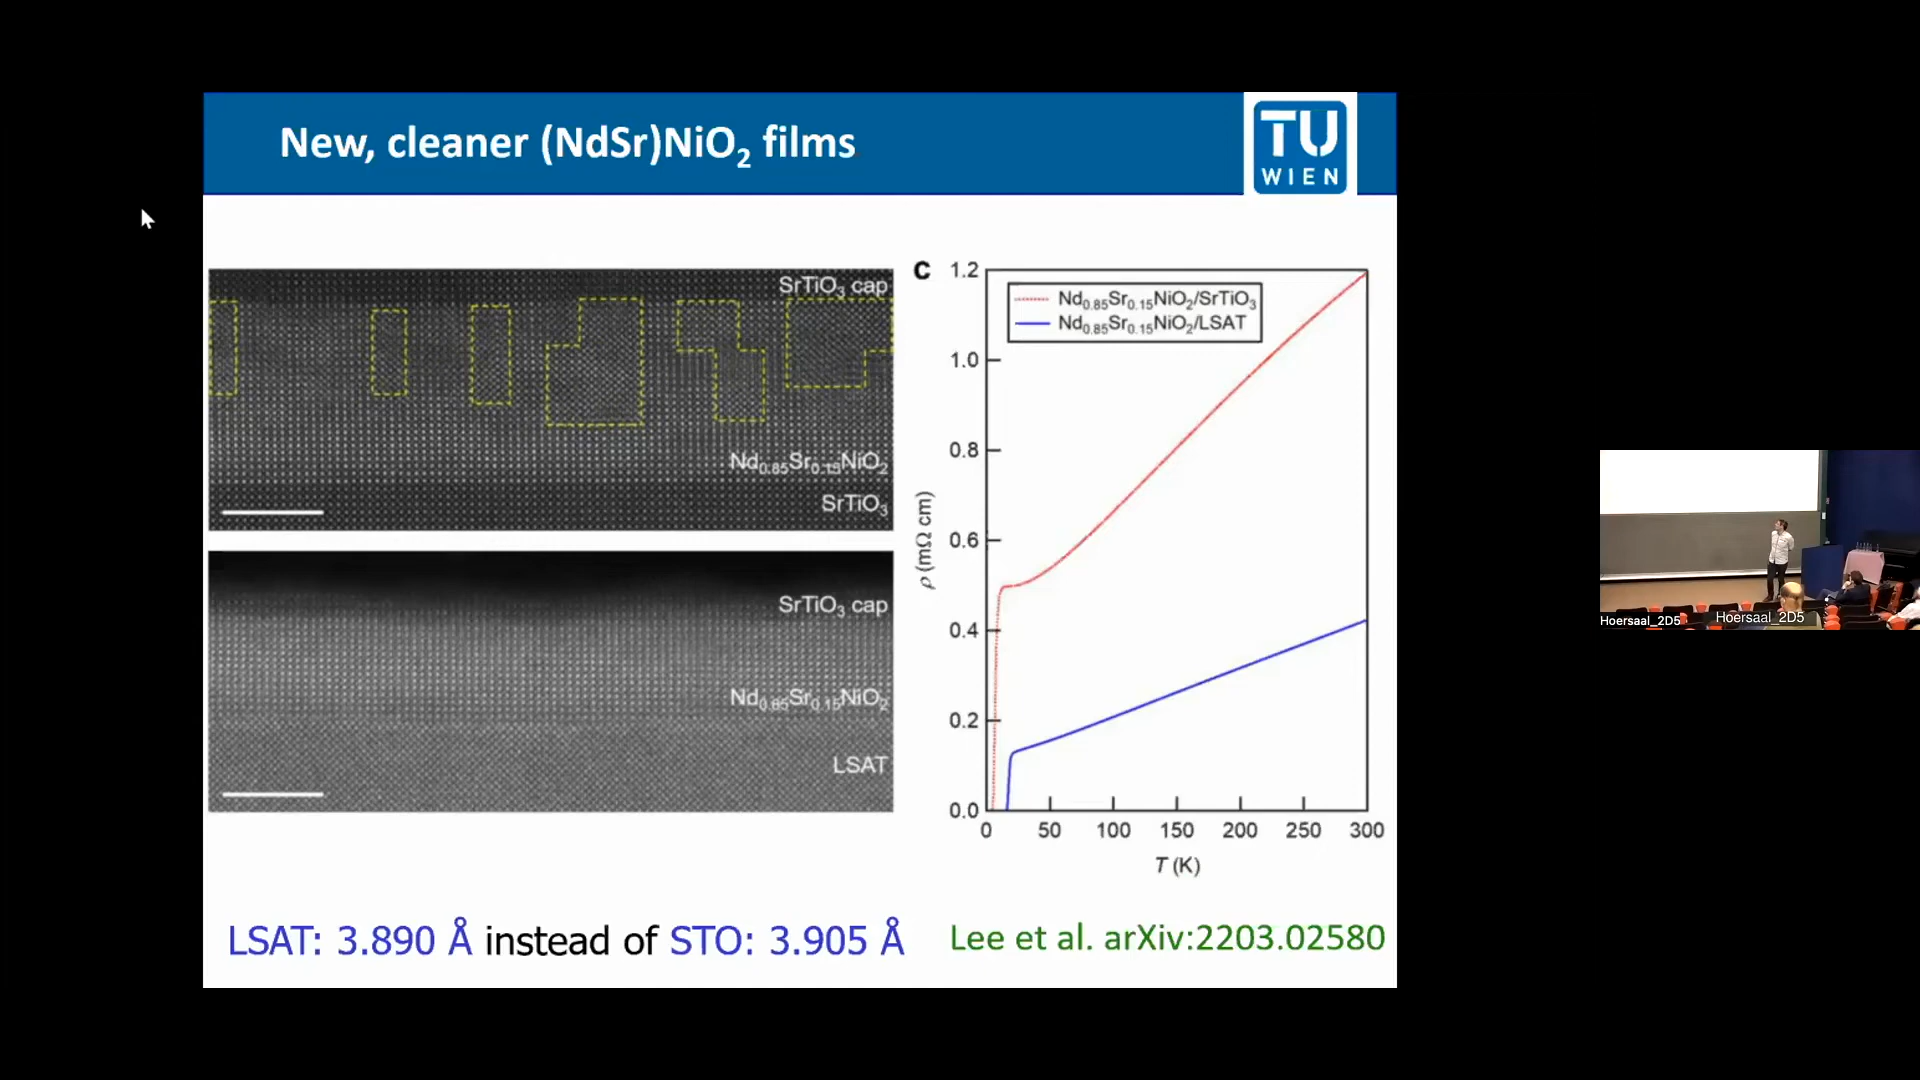 New, cleaner (NdSr)NiO₂ films
TU
WIEN
SrTiO₃ cap
Nd₀.₈₅Sr₀.₁₅NiO₂
SrTiO₃
SrTiO₃ cap
Nd₀.₈₅Sr₀.₁₅NiO₂
LSAT
C
Nd₀.₈₅Sr₀.₁₅NiO₂/SrTiO₃
Nd₀.₈₅Sr₀.₁₅NiO₂/LSAT
1.2
1.0
0.8
0.6
0.4
0.2
0.0
ρ (mΩ cm)
0 50 100 150 200 250 300
T (K)
LSAT: 3.890 Å instead of STO: 3.905 Å
Lee et al. arXiv:2203.02580
Hoersaal_2D5
Hoersaal_2D5